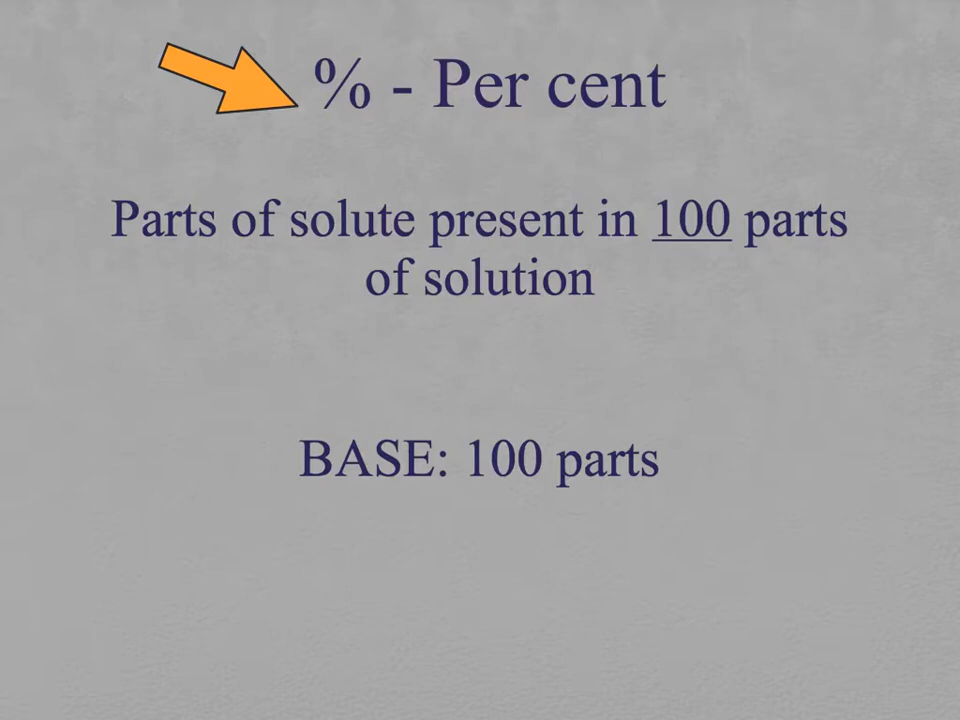 % - Per cent
Parts of solute present in 100 parts
of solution
BASE: 100 parts